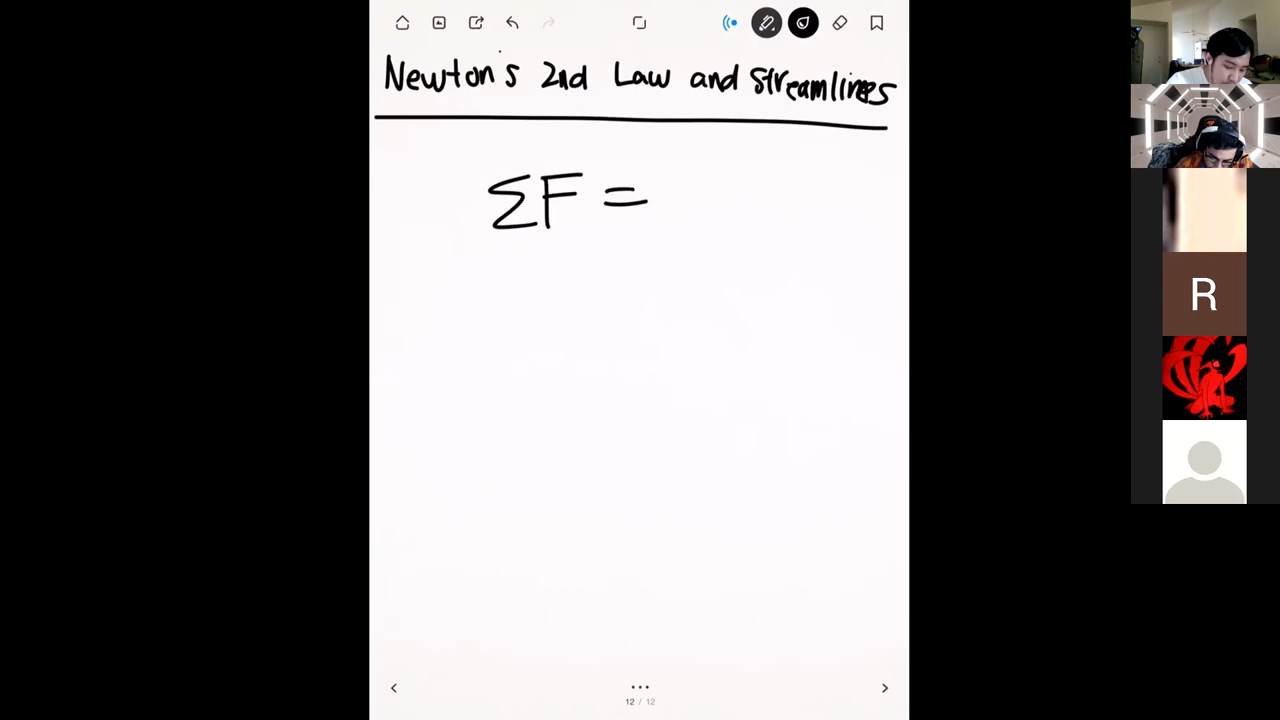 Newton's 2nd Law and Streamlines
ΣF =
R
12 / 12